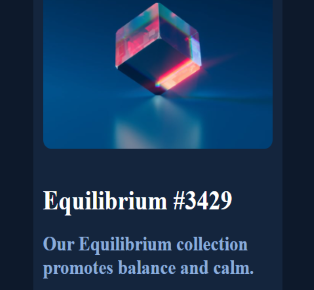 Equilibrium #3429
Our Equilibrium collection
promotes balance and calm.